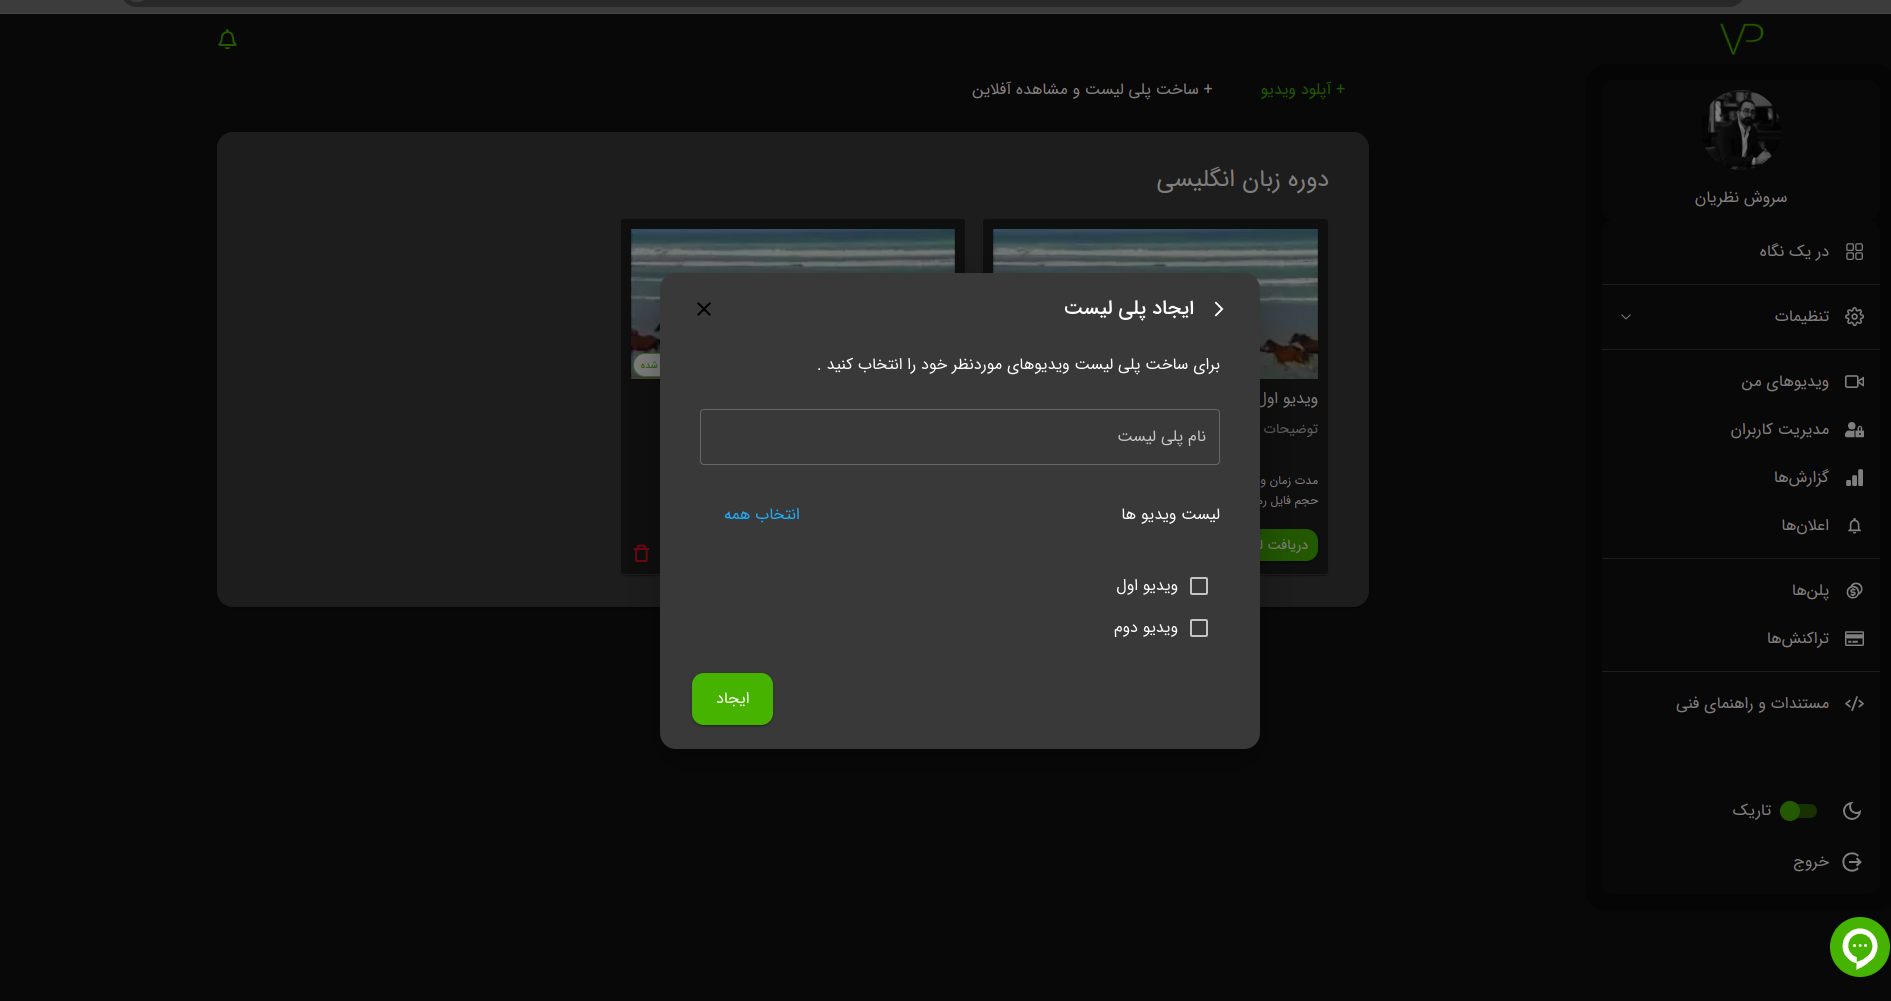 VP
سروش نظریان
در یک نگاه
تنظیمات
ویدیوهای من
مدیریت کاربران
گزارش‌ها
اعلان‌ها
پلن‌ها
تراکنش‌ها
مستندات و راهنمای فنی
تاریک
خروج
+ آپلود ویدیو
+ ساخت پلی لیست و مشاهده آفلاین
دوره زبان انگلیسی
ویدیو اول
توضیحات
مدت زمان
حجم فایل
دریافت
شده
ایجاد پلی لیست
برای ساخت پلی لیست ویدیوهای موردنظر خود را انتخاب کنید .
نام پلی لیست
لیست ویدیو ها
انتخاب همه
ویدیو اول
ویدیو دوم
ایجاد